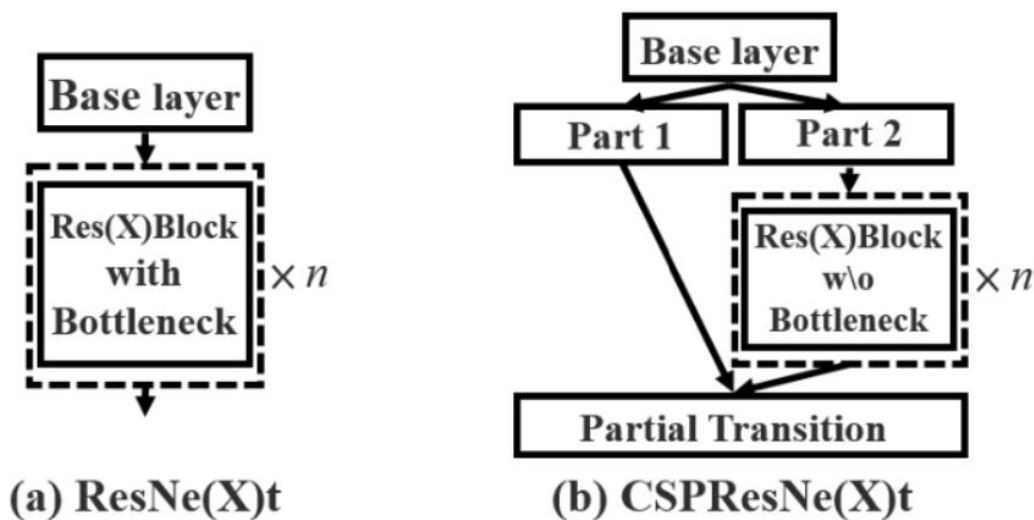 Base layer
Res(X)Block
with
Bottleneck
× n
(a) ResNe(X)t
Base layer
Part 1
Part 2
Res(X)Block
w\o
Bottleneck
× n
Partial Transition
(b) CSPResNe(X)t